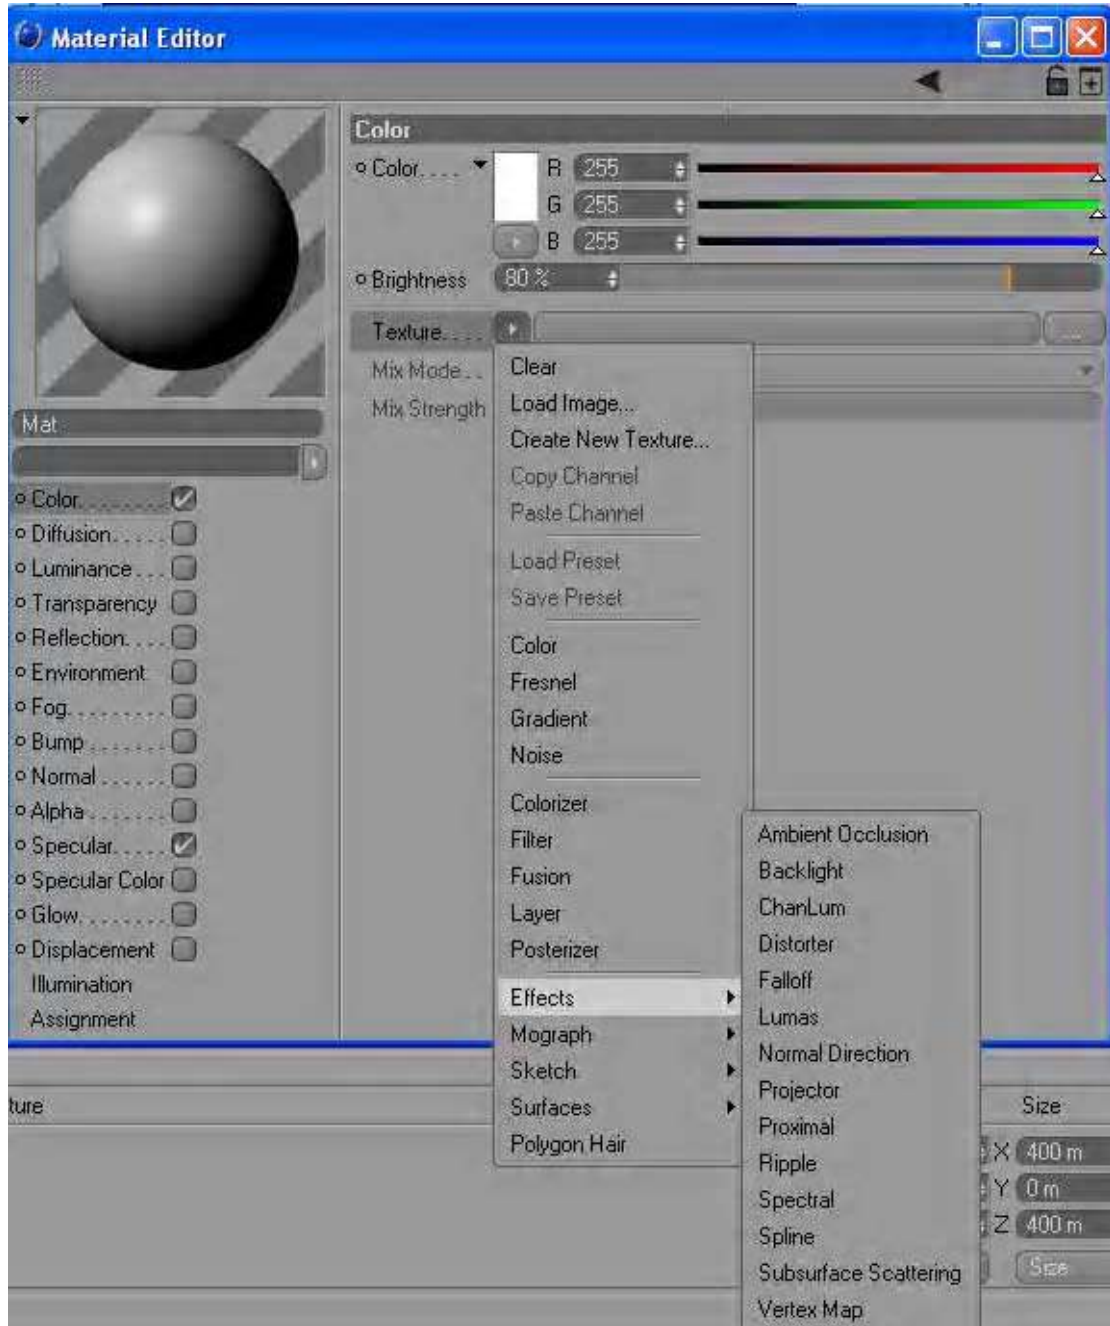 Material Editor
Color
Color.... R 255
G 255
B 255
Brightness 80 %
Texture....
Mix Mode..
Mix Strength
Mat
Color.........
Diffusion.....
Luminance...
Transparency
Reflection....
Environment
Fog.........
Bump.......
Normal......
Alpha.......
Specular.....
Specular Color
Glow........
Displacement
Illumination
Assignment
Clear
Load Image...
Create New Texture...
Copy Channel
Paste Channel
Load Preset
Save Preset
Color
Fresnel
Gradient
Noise
Colorizer
Filter
Fusion
Layer
Posterizer
Effects
Mograph
Sketch
Surfaces
Polygon Hair
Ambient Occlusion
Backlight
ChanLum
Distorter
Falloff
Lumas
Normal Direction
Projector
Proximal
Ripple
Spectral
Spline
Subsurface Scattering
Vertex Map
ture
Size
X 400 m
Y 0 m
Z 400 m
Size